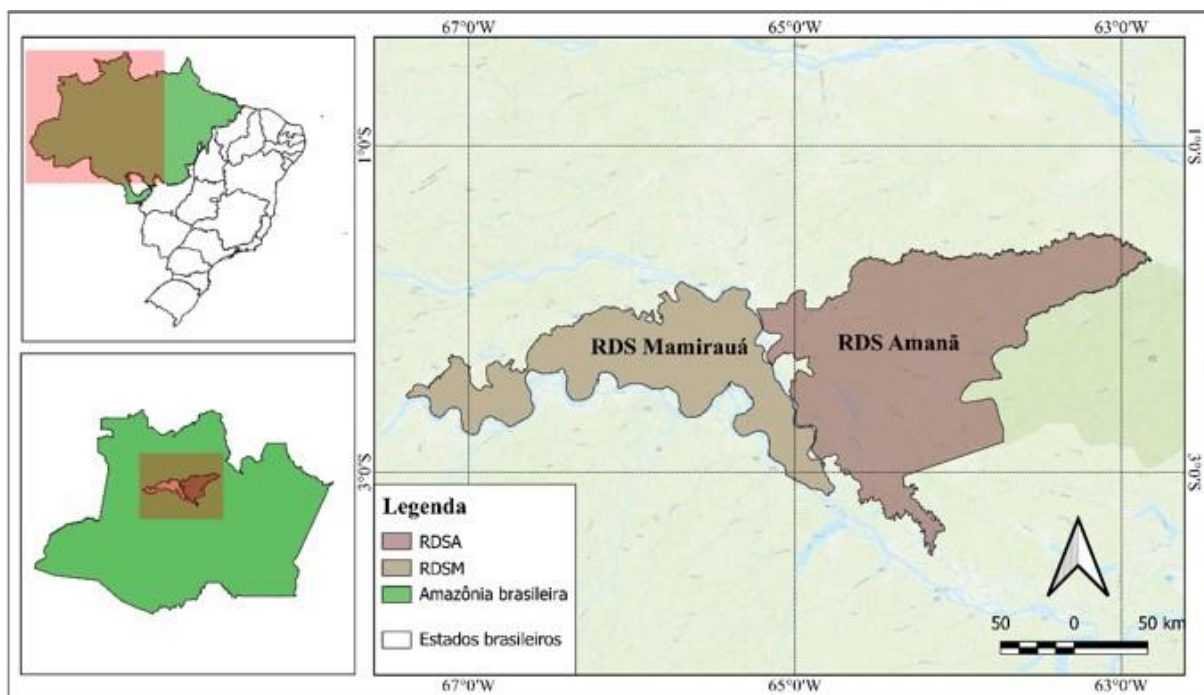 67°0'W 65°0'W 63°0'W
1°0'S 1°0'S
RDS Mamirauá RDS Amanã
3°0'S 3°0'S
Legenda
RDSA
RDSM
Amazônia brasileira
Estados brasileiros
50 0 50 km
67°0'W 65°0'W 63°0'W